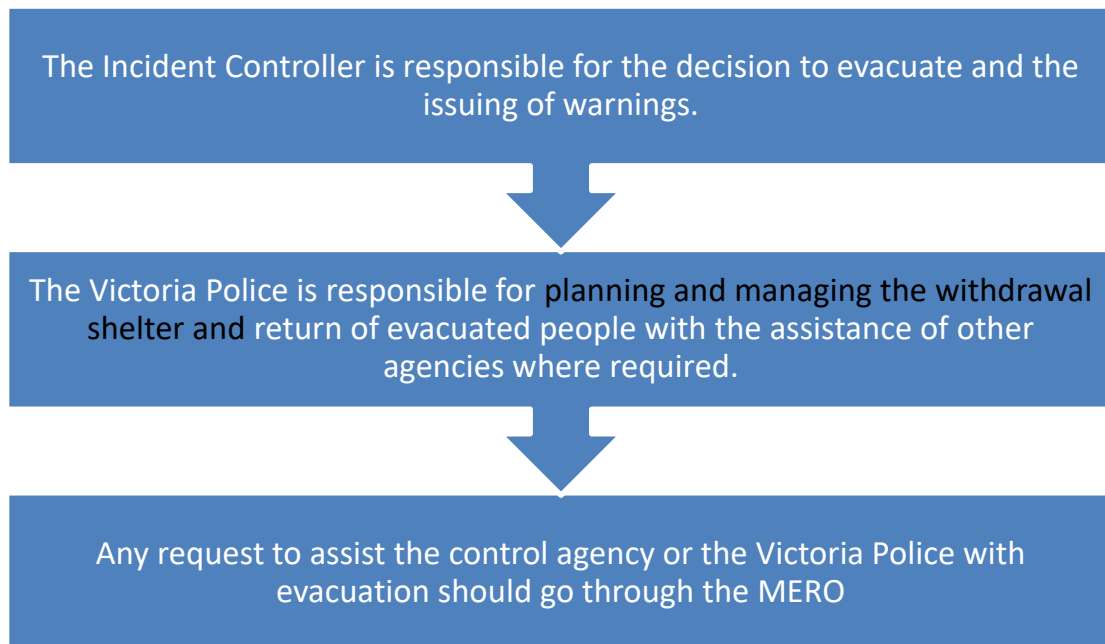 The Incident Controller is responsible for the decision to evacuate and the
issuing of warnings.
The Victoria Police is responsible for planning and managing the withdrawal
shelter and return of evacuated people with the assistance of other
agencies where required.
Any request to assist the control agency or the Victoria Police with
evacuation should go through the MERO